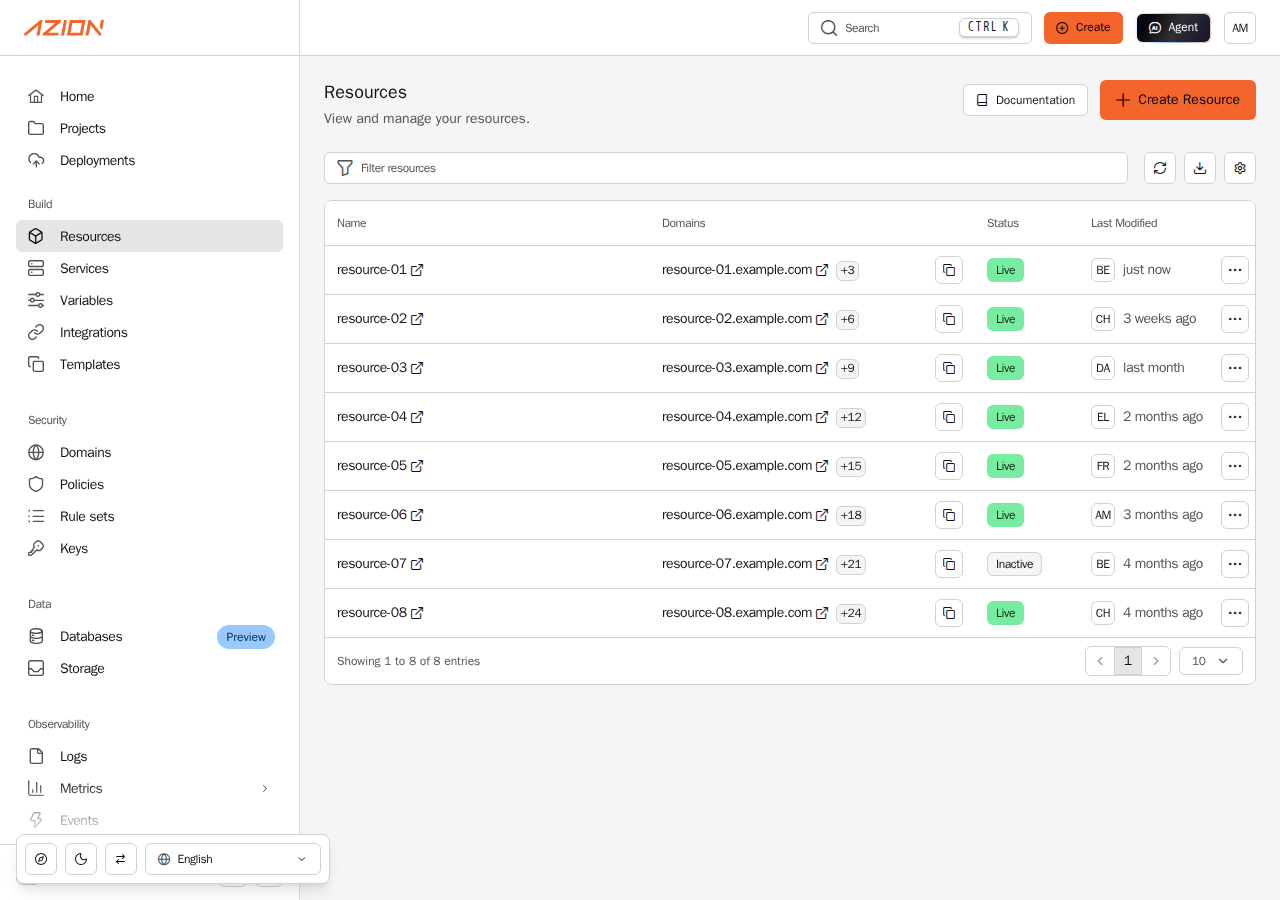 AZION
Search
CTRL K
Create
Agent
AM
Home
Projects
Deployments
Build
Resources
Services
Variables
Integrations
Templates
Security
Domains
Policies
Rule sets
Keys
Data
Databases
Preview
Storage
Observability
Logs
Metrics
Events
English
Resources
View and manage your resources.
Documentation
Create Resource
Filter resources
Name Domains Status Last Modified
resource-01 resource-01.example.com +3 Live BE just now
resource-02 resource-02.example.com +6 Live CH 3 weeks ago
resource-03 resource-03.example.com +9 Live DA last month
resource-04 resource-04.example.com +12 Live EL 2 months ago
resource-05 resource-05.example.com +15 Live FR 2 months ago
resource-06 resource-06.example.com +18 Live AM 3 months ago
resource-07 resource-07.example.com +21 Inactive BE 4 months ago
resource-08 resource-08.example.com +24 Live CH 4 months ago
Showing 1 to 8 of 8 entries
1
10